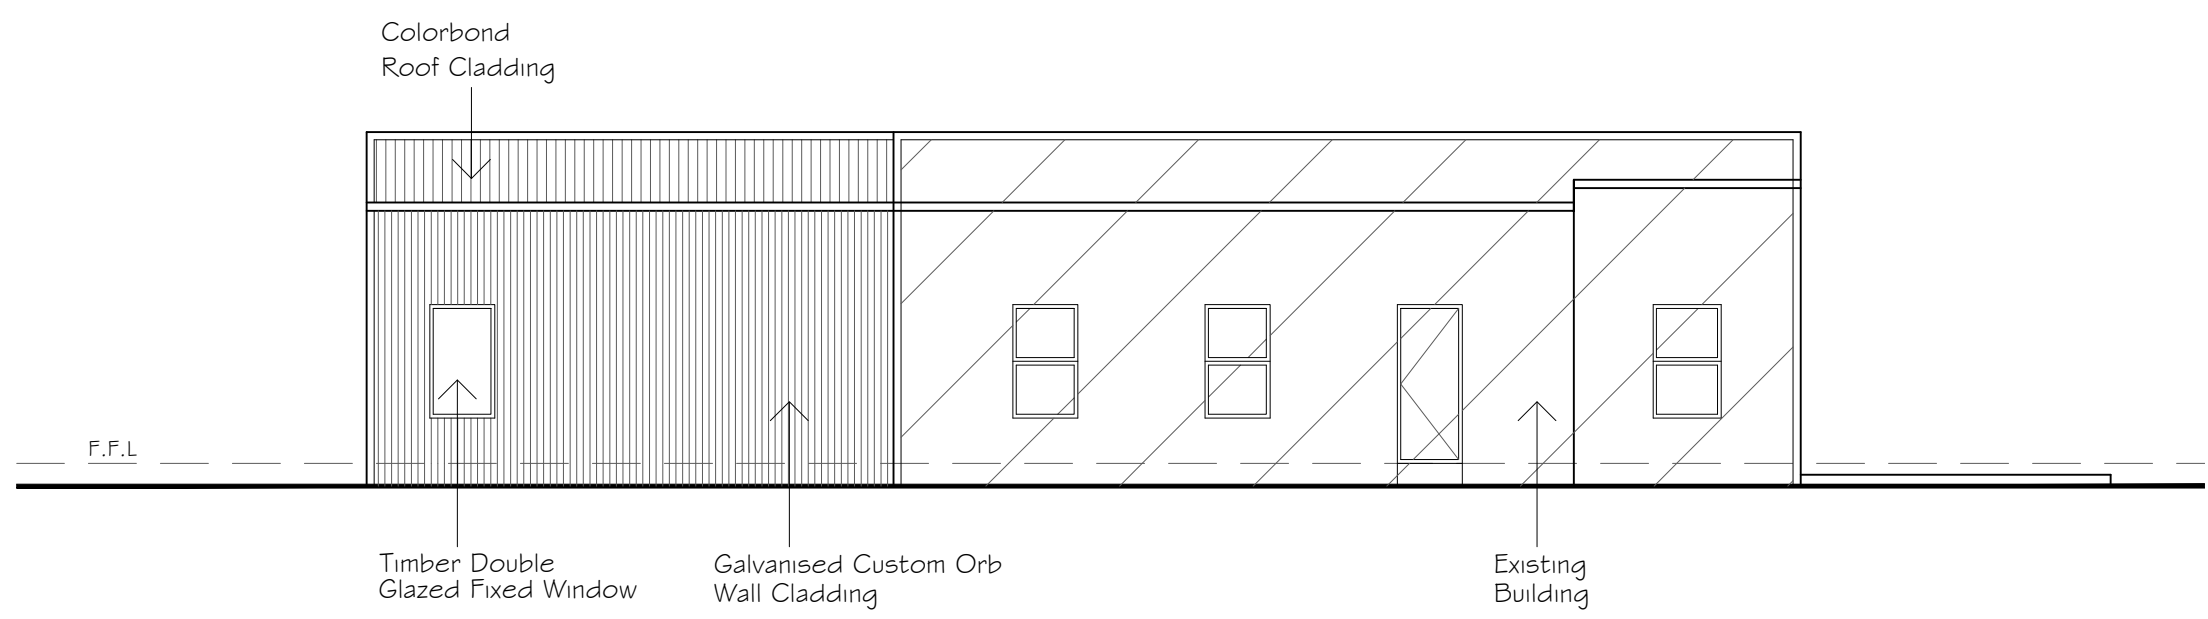 Colorbond
Roof Cladding
F.F.L
Timber Double
Glazed Fixed Window
Galvanised Custom Orb
Wall Cladding
Existing
Building